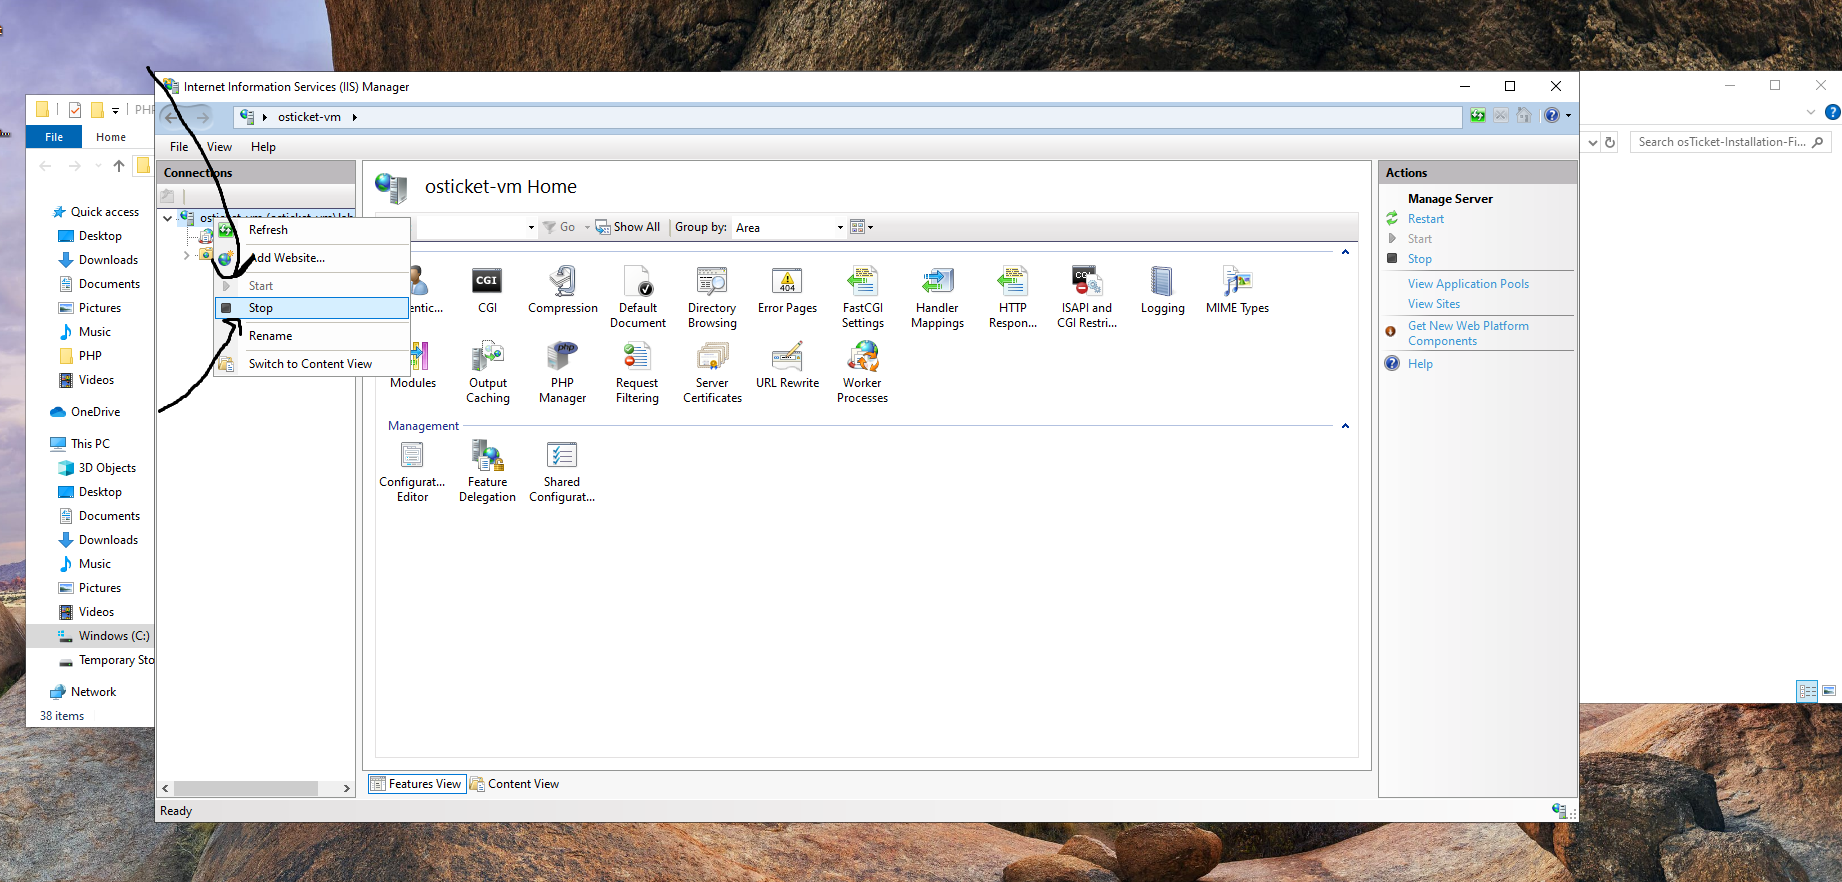 Internet Information Services (IIS) Manager
osticket-vm
File View Help
Connections
Refresh
Add Website...
Start
Stop
Rename
Switch to Content View
osticket-vm Home
Go
Show All
Group by:
Area
CGI
Compression
Default Document
Directory Browsing
Error Pages
FastCGI Settings
Handler Mappings
HTTP Respon...
ISAPI and CGI Restri...
Logging
MIME Types
Modules
Output Caching
PHP Manager
Request Filtering
Server Certificates
URL Rewrite
Worker Processes
Management
Configurat... Editor
Feature Delegation
Shared Configurat...
Features View
Content View
Ready
Actions
Manage Server
Restart
Start
Stop
View Application Pools
View Sites
Get New Web Platform
Components
Help
PHP
File
Home
Quick access
Desktop
Downloads
Documents
Pictures
Music
PHP
Videos
OneDrive
This PC
3D Objects
Desktop
Documents
Downloads
Music
Pictures
Videos
Windows (C:)
Temporary Sto
Network
38 items
Search osTicket-Installation-Fi...